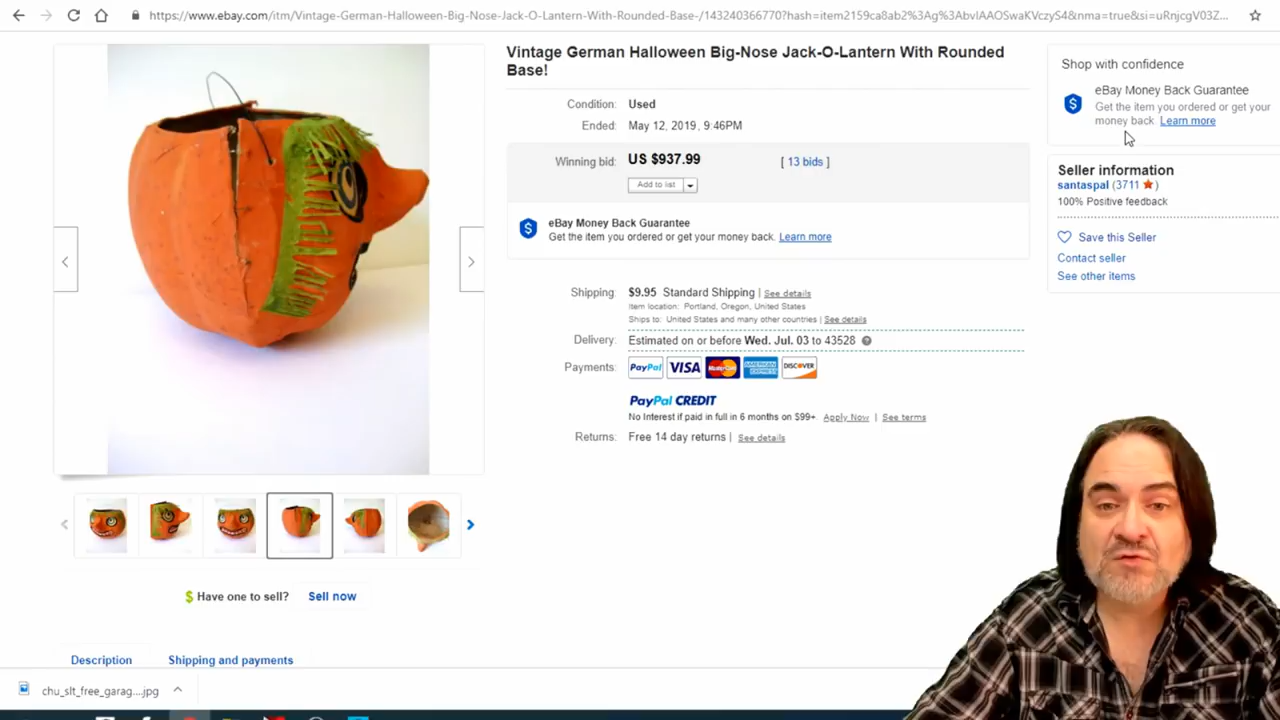 https://www.ebay.com/itm/Vintage-German-Halloween-Big-Nose-Jack-O-Lantern-With-Rounded-Base-/143240366770?hash=item2159ca8ab2%3Ag%3AbvIAAOSwaKVczyS4&nma=true&si=uRnjcgV03Z...
Vintage German Halloween Big-Nose Jack-O-Lantern With Rounded
Base!
Condition: Used
Ended: May 12, 2019, 9:46PM
Winning bid: US $937.99 [ 13 bids ]
Add to list
eBay Money Back Guarantee
Get the item you ordered or get your money back. Learn more
Shipping: $9.95 Standard Shipping | See details
Item location: Portland, Oregon, United States
Ships to: United States and many other countries | See details
Delivery: Estimated on or before Wed. Jul. 03 to 43528
Payments: PayPal VISA MasterCard AMERICAN EXPRESS DISCOVER
PayPal CREDIT
No Interest if paid in full in 6 months on $99+ Apply Now | See terms
Returns: Free 14 day returns | See details
Shop with confidence
eBay Money Back Guarantee
Get the item you ordered or get your
money back Learn more
Seller information
santaspal (3711 )
100% Positive feedback
Save this Seller
Contact seller
See other items
$ Have one to sell? Sell now
Description Shipping and payments
chu_slt_free_garag....jpg